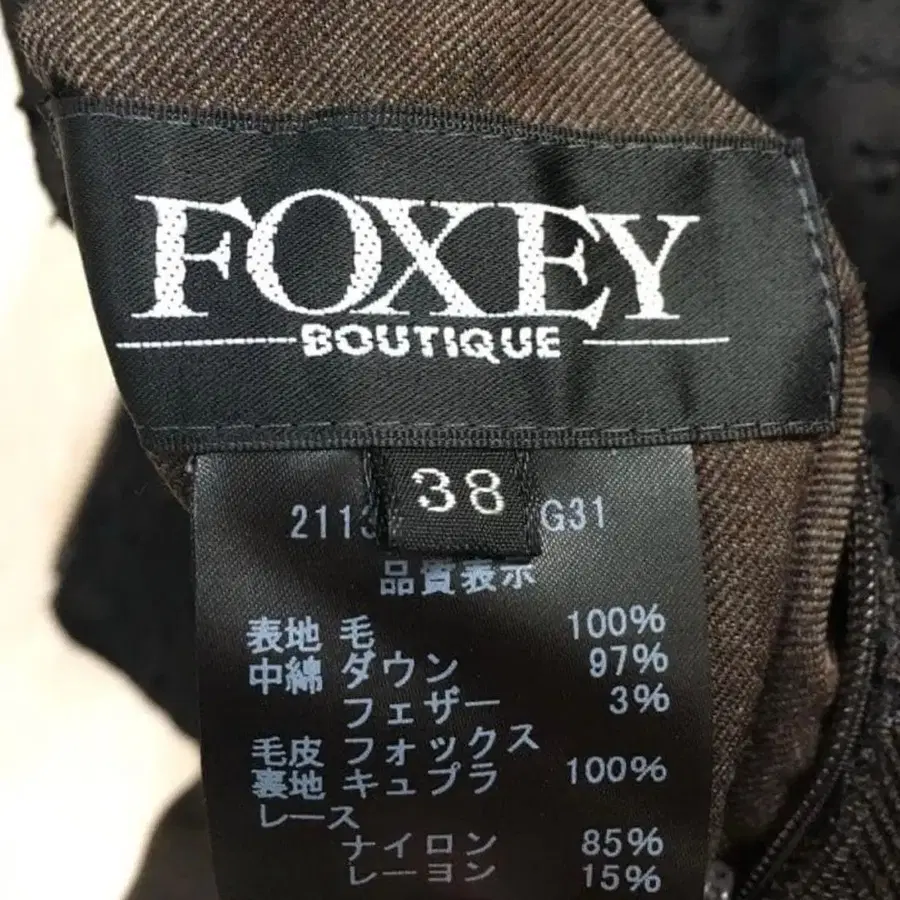 FOXEY
BOUTIQUE
38
2113 G31
品質表示
表地 毛 100%
中綿 ダウン 97%
フェザー 3%
毛皮 フォックス
裏地 キュプラ 100%
レース
ナイロン 85%
レーヨン 15%